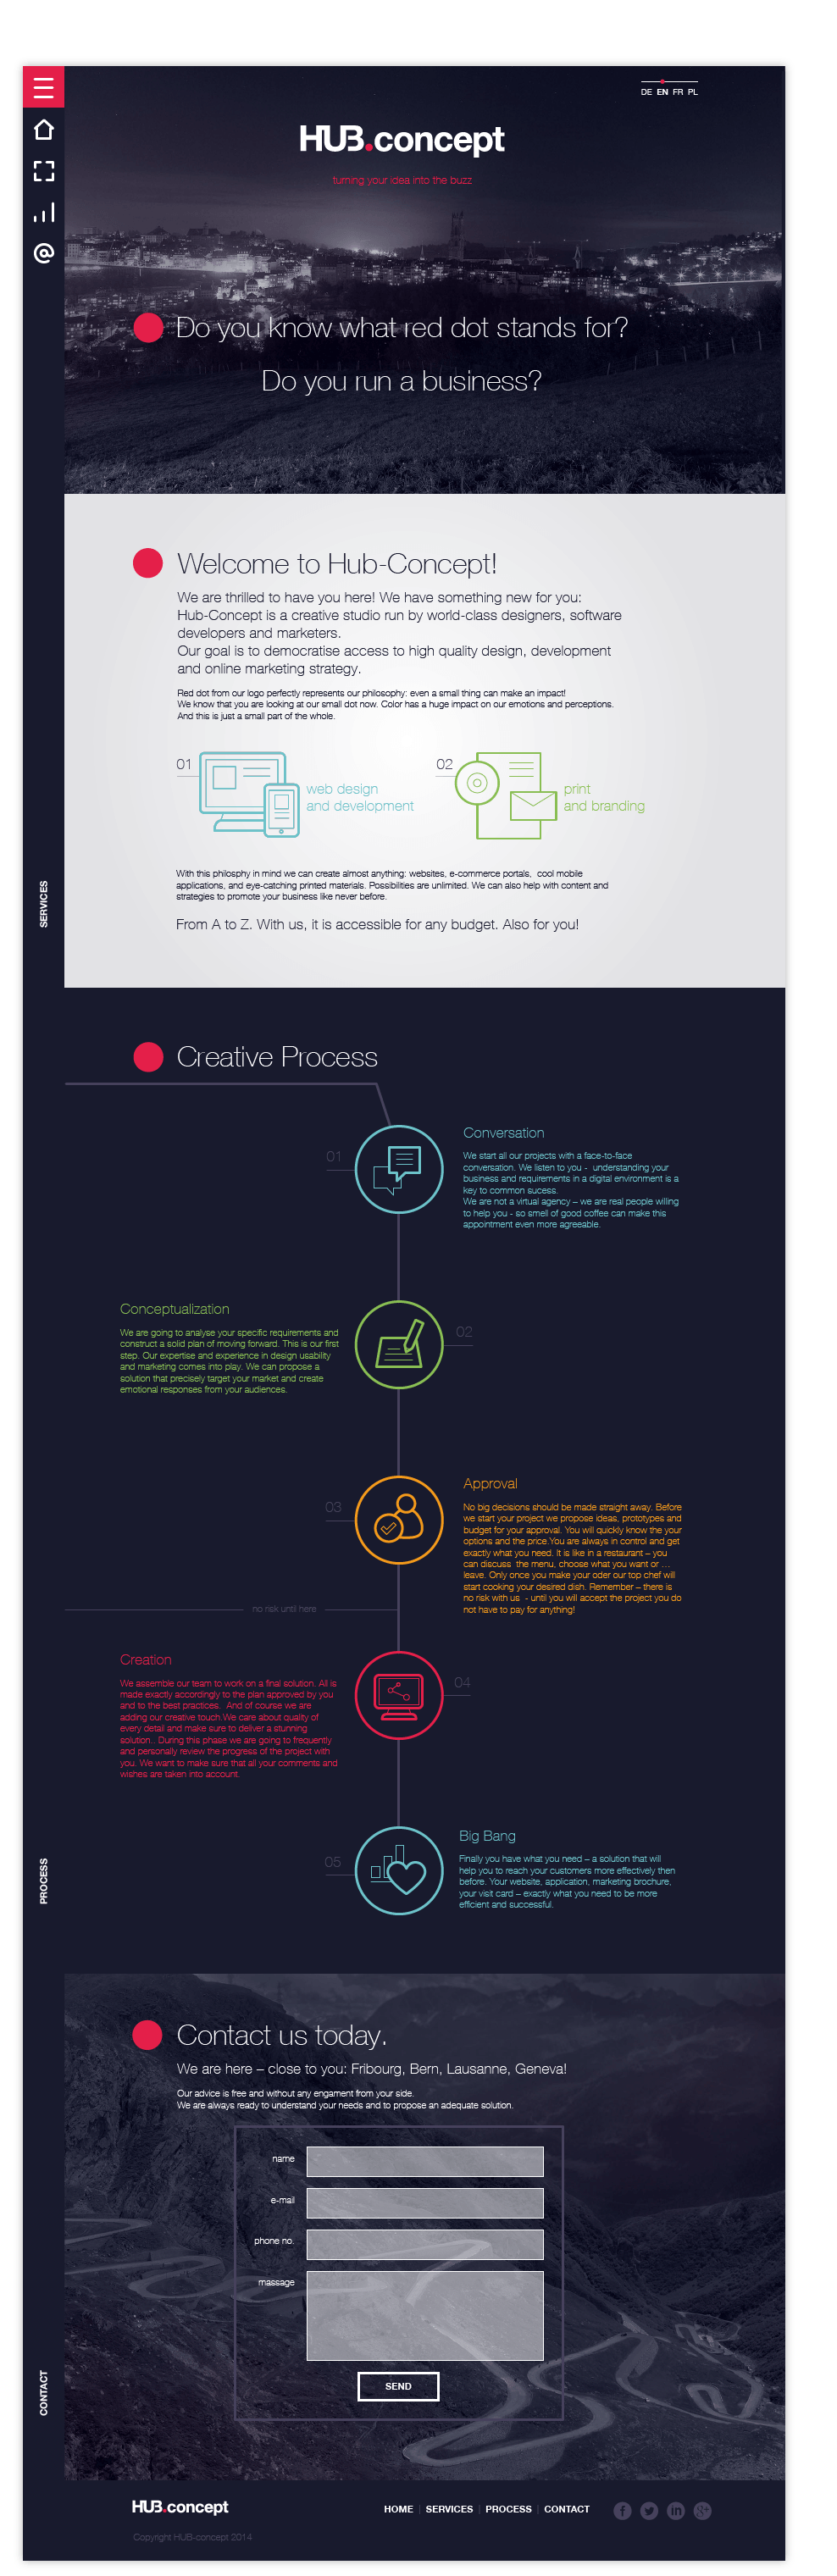 DE EN FR PL
HUB.concept
turning your idea into the buzz
Do you know what red dot stands for?
Do you run a business?
Welcome to Hub-Concept!
We are thrilled to have you here! We have something new for you:
Hub-Concept is a creative studio run by world-class designers, software
developers and marketers.
Our goal is to democratise access to high quality design, development
and online marketing strategy.
Red dot from our logo perfectly represents our philosophy: even a small thing can make an impact!
We know that you are looking at our small dot now. Color has a huge impact on our emotions and perceptions.
And this is just a small part of the whole.
01
web design
and development
02
print
and branding
With this philosphy in mind we can create almost anything: websites, e-commerce portals, cool mobile
applications, and eye-catching printed materials. Possibilities are unlimited. We can also help with content and
strategies to promote your business like never before.
From A to Z. With us, it is accessible for any budget. Also for you!
SERVICES
Creative Process
01
Conversation
We start all our projects with a face-to-face
conversation. We listen to you - understanding your
business and requirements in a digital environment is a
key to common sucess.
We are not a virtual agency – we are real people willing
to help you - so smell of good coffee can make this
appointment even more agreeable.
Conceptualization
We are going to analyse your specific requirements and
construct a solid plan of moving forward. This is our first
step. Our expertise and experience in design usability
and marketing comes into play. We can propose a
solution that precisely target your market and create
emotional responses from your audiences.
02
03
Approval
No big decisions should be made straight away. Before
we start your project we propose ideas, prototypes and
budget for your approval. You will quickly know the your
options and the price.You are always in control and get
exactly what you need. It is like in a restaurant – you
can discuss the menu, choose what you want or ...
leave. Only once you make your oder our top chef will
start cooking your desired dish. Remember – there is
no risk with us - until you will accept the project you do
not have to pay for anything!
no risk until here
Creation
We assemble our team to work on a final solution. All is
made exactly accordingly to the plan approved by you
and to the best practices. And of course we are
adding our creative touch.We care about quality of
every detail and make sure to deliver a stunning
solution.. During this phase we are going to frequently
and personally review the progress of the project with
you. We want to make sure that all your comments and
wishes are taken into account.
04
05
Big Bang
Finally you have what you need – a solution that will
help you to reach your customers more effectively then
before. Your website, application, marketing brochure,
your visit card – exactly what you need to be more
efficient and successful.
PROCESS
Contact us today.
We are here – close to you: Fribourg, Bern, Lausanne, Geneva!
Our advice is free and without any engament from your side.
We are always ready to understand your needs and to propose an adequate solution.
name
e-mail
phone no.
massage
SEND
CONTACT
HUB.concept
HOME | SERVICES | PROCESS | CONTACT
Copyright HUB-concept 2014